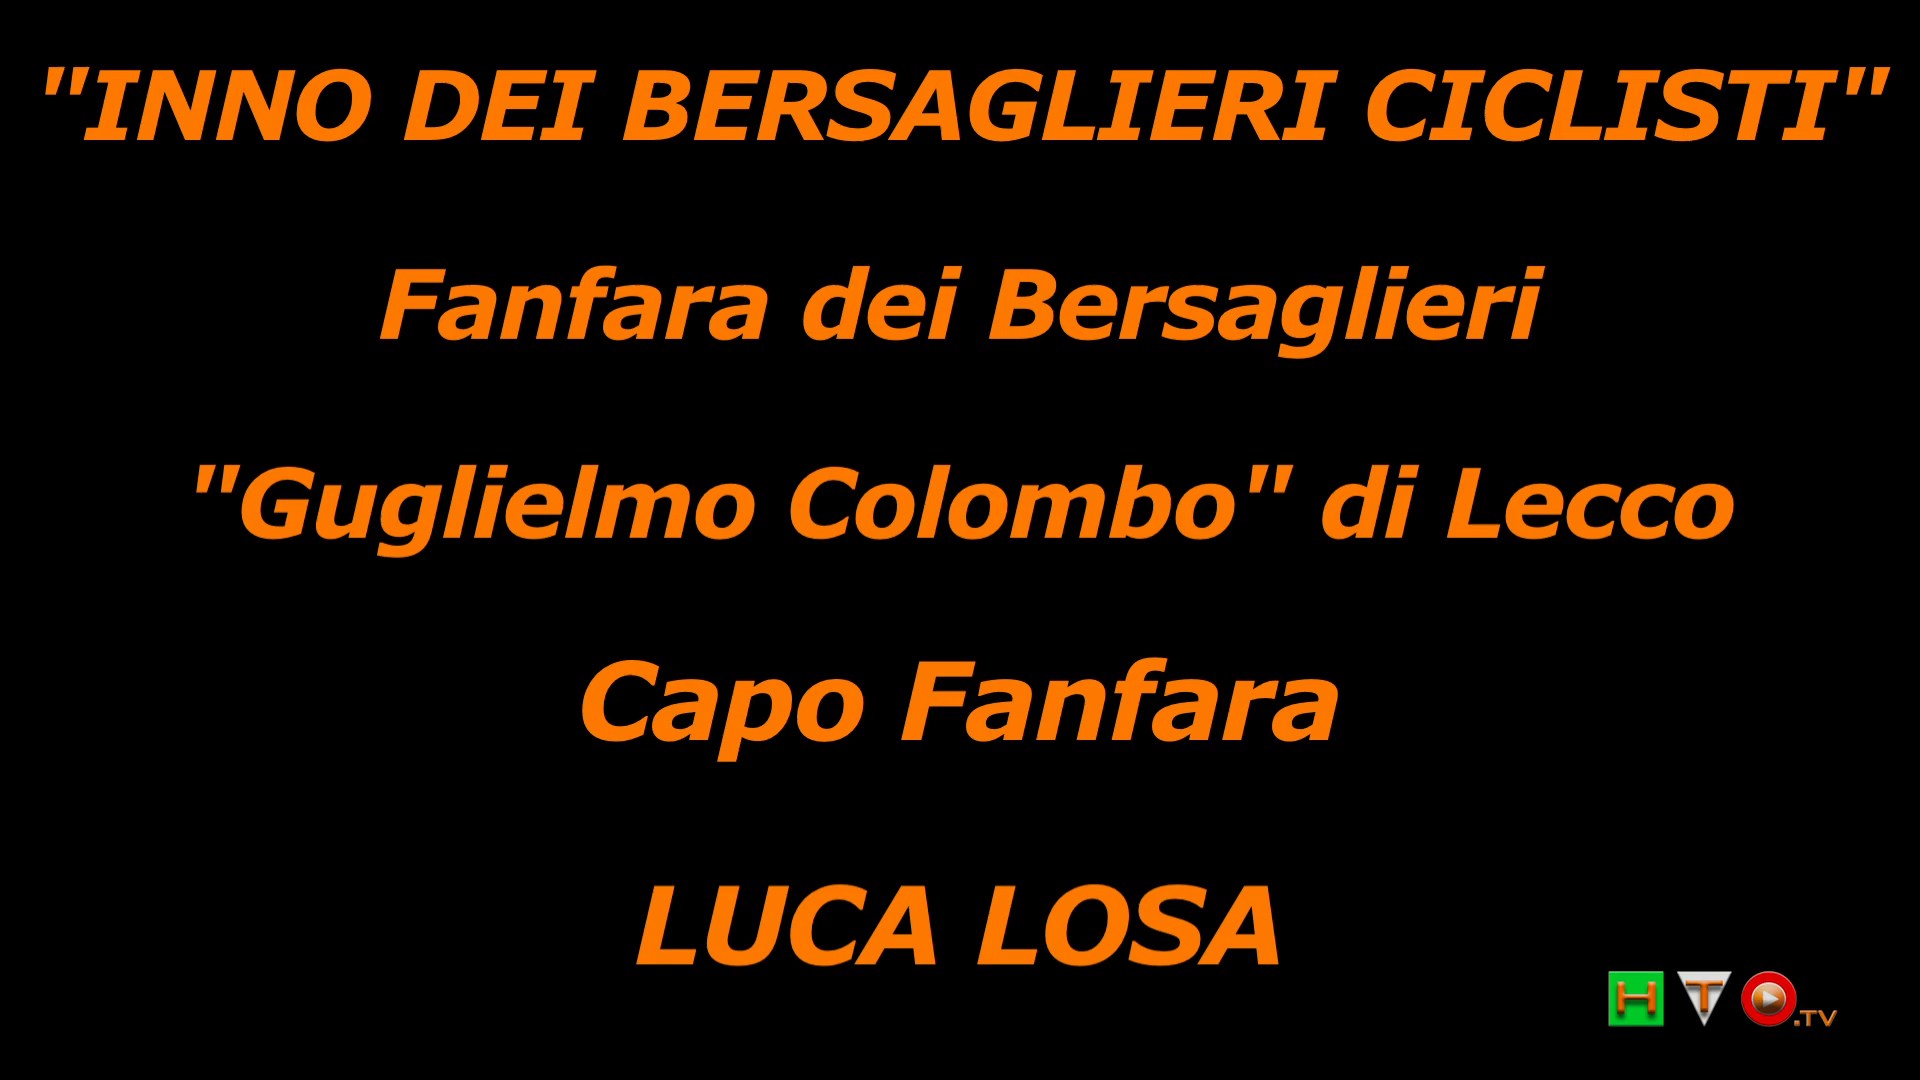 "INNO DEI BERSAGLIERI CICLISTI"
Fanfara dei Bersaglieri
"Guglielmo Colombo" di Lecco
Capo Fanfara
LUCA LOSA
HTO.TV